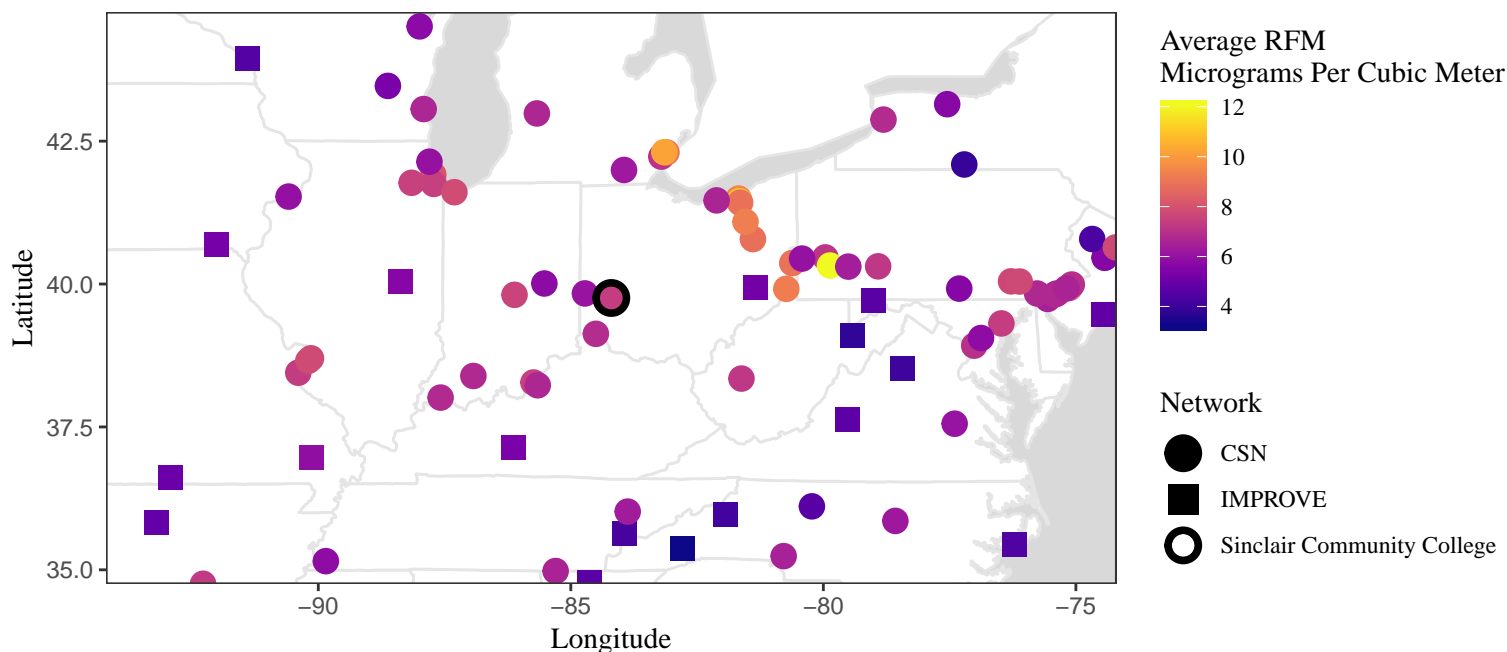 Average RFM
Micrograms Per Cubic Meter
12
10
8
6
4
Network
CSN
IMPROVE
Sinclair Community College
Latitude
42.5
40.0
37.5
35.0
−90
−85
−80
−75
Longitude